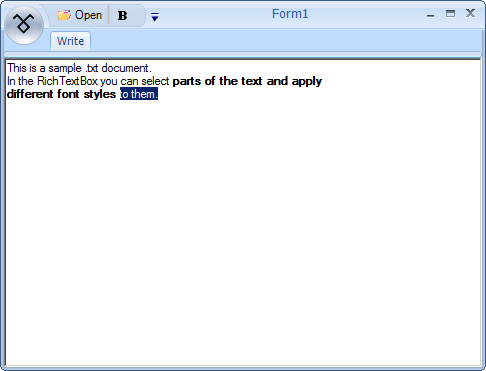 Open B Form1
Write
This is a sample .txt document.
In the RichTextBox you can select parts of the text and apply
different font styles to them.